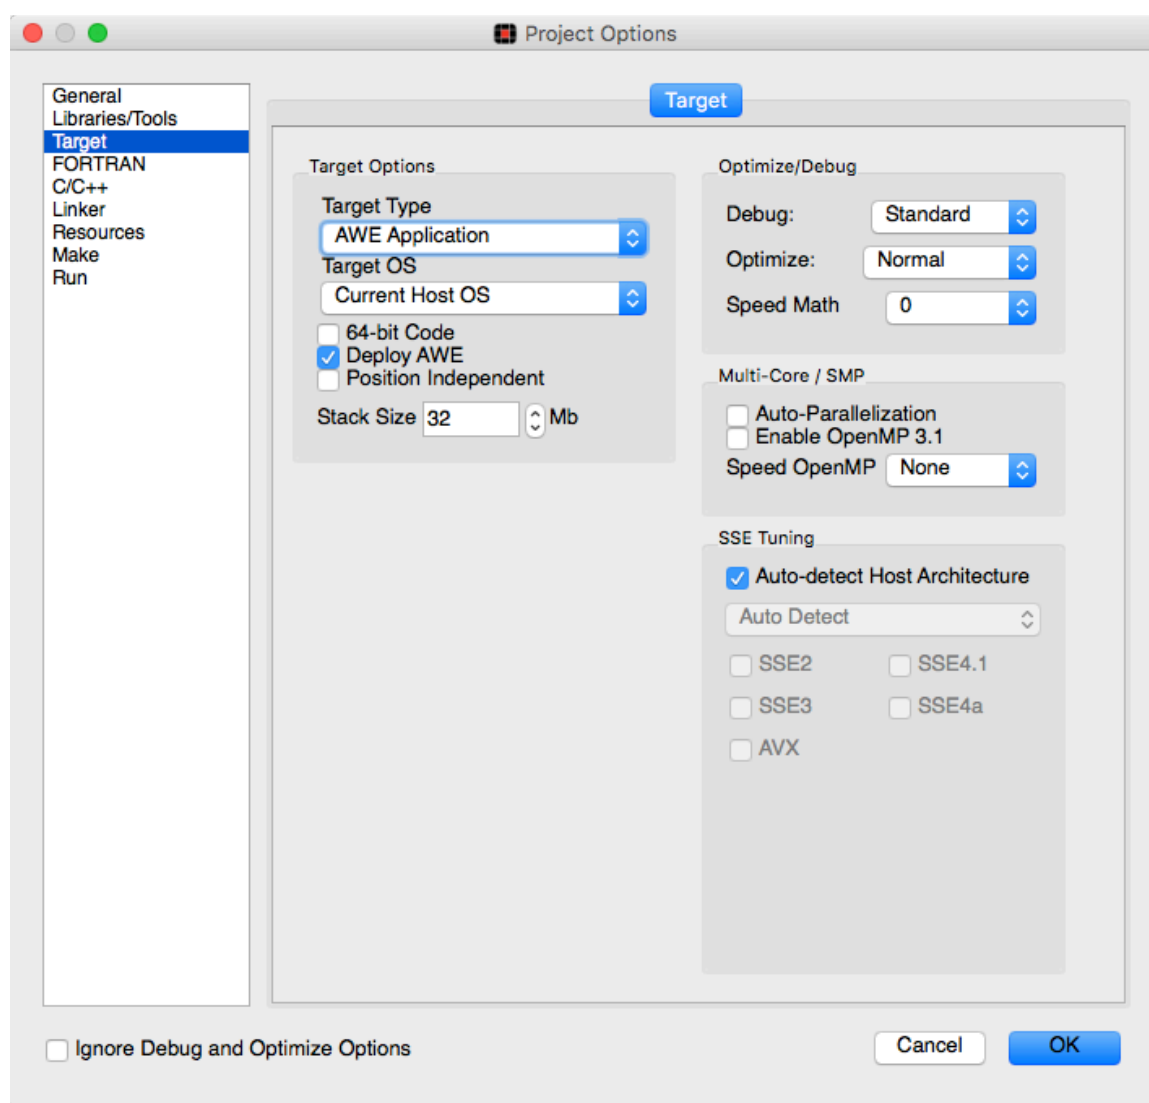 Project Options
General
Libraries/Tools
Target
FORTRAN
C/C++
Linker
Resources
Make
Run
Target
Target Options
Target Type
AWE Application
Target OS
Current Host OS
64-bit Code
Deploy AWE
Position Independent
Stack Size 32 Mb
Optimize/Debug
Debug: Standard
Optimize: Normal
Speed Math 0
Multi-Core / SMP
Auto-Parallelization
Enable OpenMP 3.1
Speed OpenMP None
SSE Tuning
Auto-detect Host Architecture
Auto Detect
SSE2 SSE4.1
SSE3 SSE4a
AVX
Ignore Debug and Optimize Options
Cancel OK